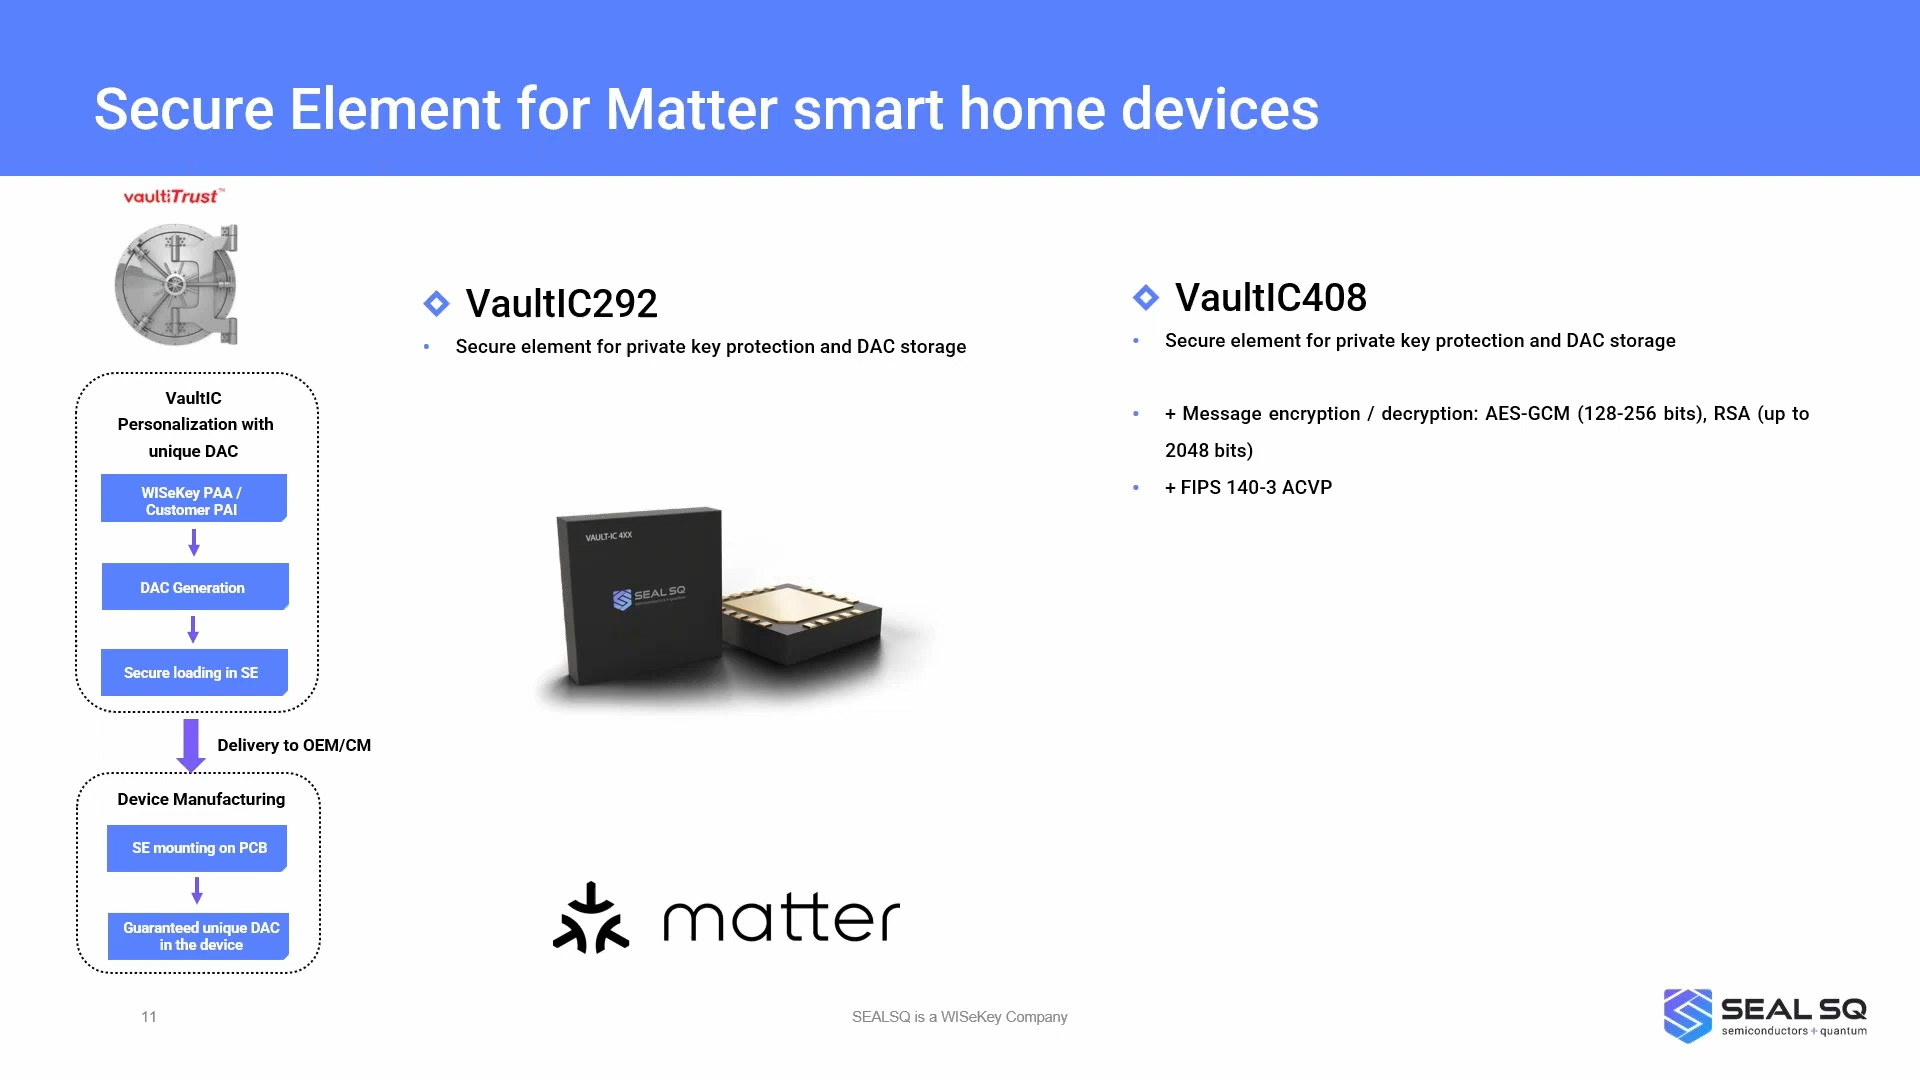 Secure Element for Matter smart home devices
vaultiTrust™
VaultIC
Personalization with
unique DAC
WISeKey PAA /
Customer PAI
DAC Generation
Secure loading in SE
Delivery to OEM/CM
Device Manufacturing
SE mounting on PCB
Guaranteed unique DAC
in the device
VaultIC292
• Secure element for private key protection and DAC storage
VAULT-IC 4XX
SEAL SQ
semiconductors + quantum
matter
VaultIC408
• Secure element for private key protection and DAC storage
• + Message encryption / decryption: AES-GCM (128-256 bits), RSA (up to
2048 bits)
• + FIPS 140-3 ACVP
11
SEALSQ is a WISeKey Company
SEAL SQ
semiconductors + quantum